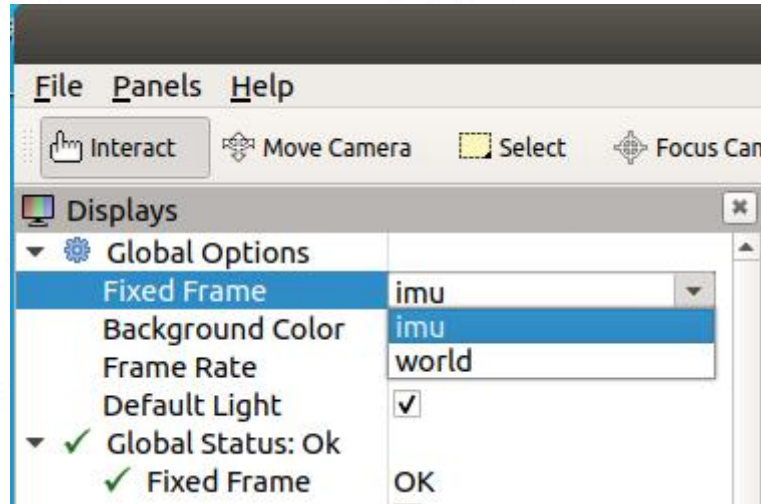 File Panels Help
Interact Move Camera Select Focus Cam
Displays
Global Options
Fixed Frame imu
Background Color imu
Frame Rate world
Default Light
Global Status: Ok
Fixed Frame OK